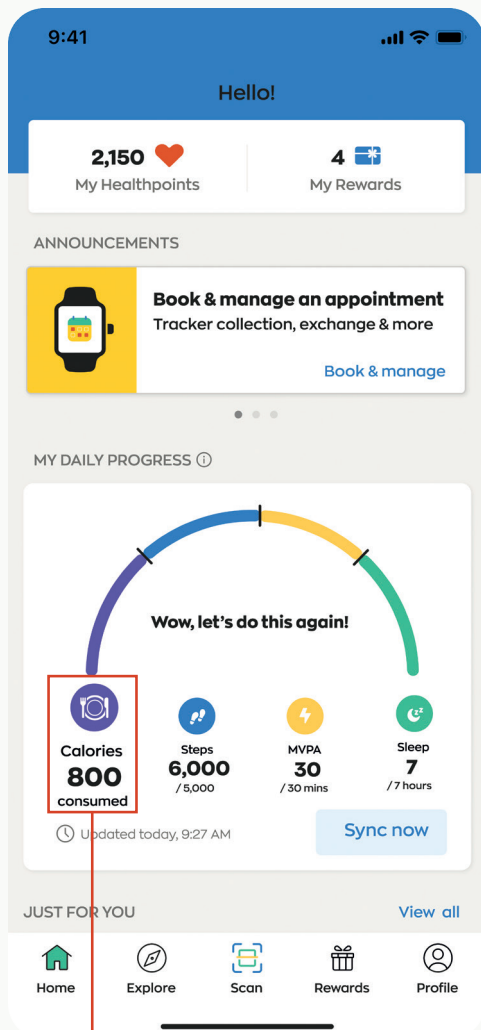 9:41
Hello!
2,150
My Healthpoints
4
My Rewards
ANNOUNCEMENTS
Book & manage an appointment
Tracker collection, exchange & more
Book & manage
MY DAILY PROGRESS
Wow, let's do this again!
Calories
800
consumed
Steps
6,000
/ 5,000
MVPA
30
/ 30 mins
Sleep
7
/ 7 hours
Updated today, 9:27 AM
Sync now
JUST FOR YOU
View all
Home
Explore
Scan
Rewards
Profile